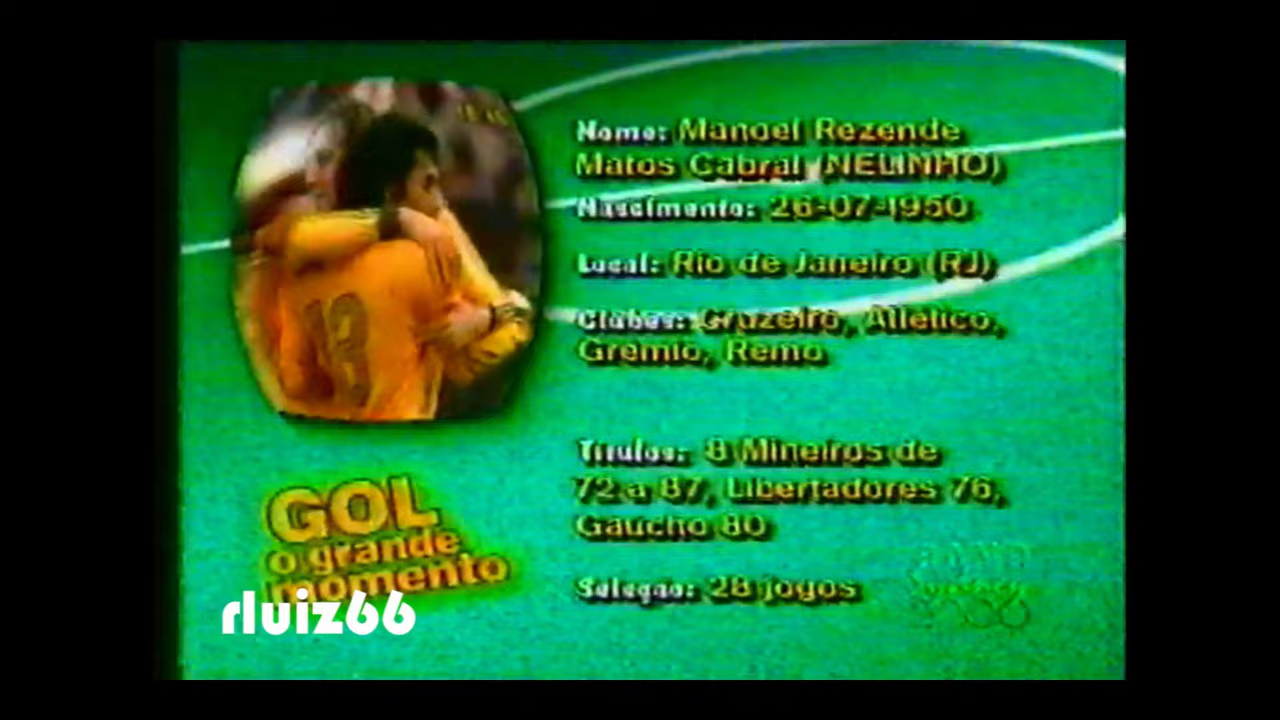 Nome: Manoel Rezende
Matos Cabral (NELINHO)
Nascimento: 26-07-1950
Local: Rio de Janeiro (RJ)
Clubes: Cruzeiro, Atlético,
Grêmio, Remo
Títulos: 8 Mineiros de
72 a 87, Libertadores 76,
Gaúcho 80
Seleção: 28 jogos
GOL
o grande
momento
rluiz66